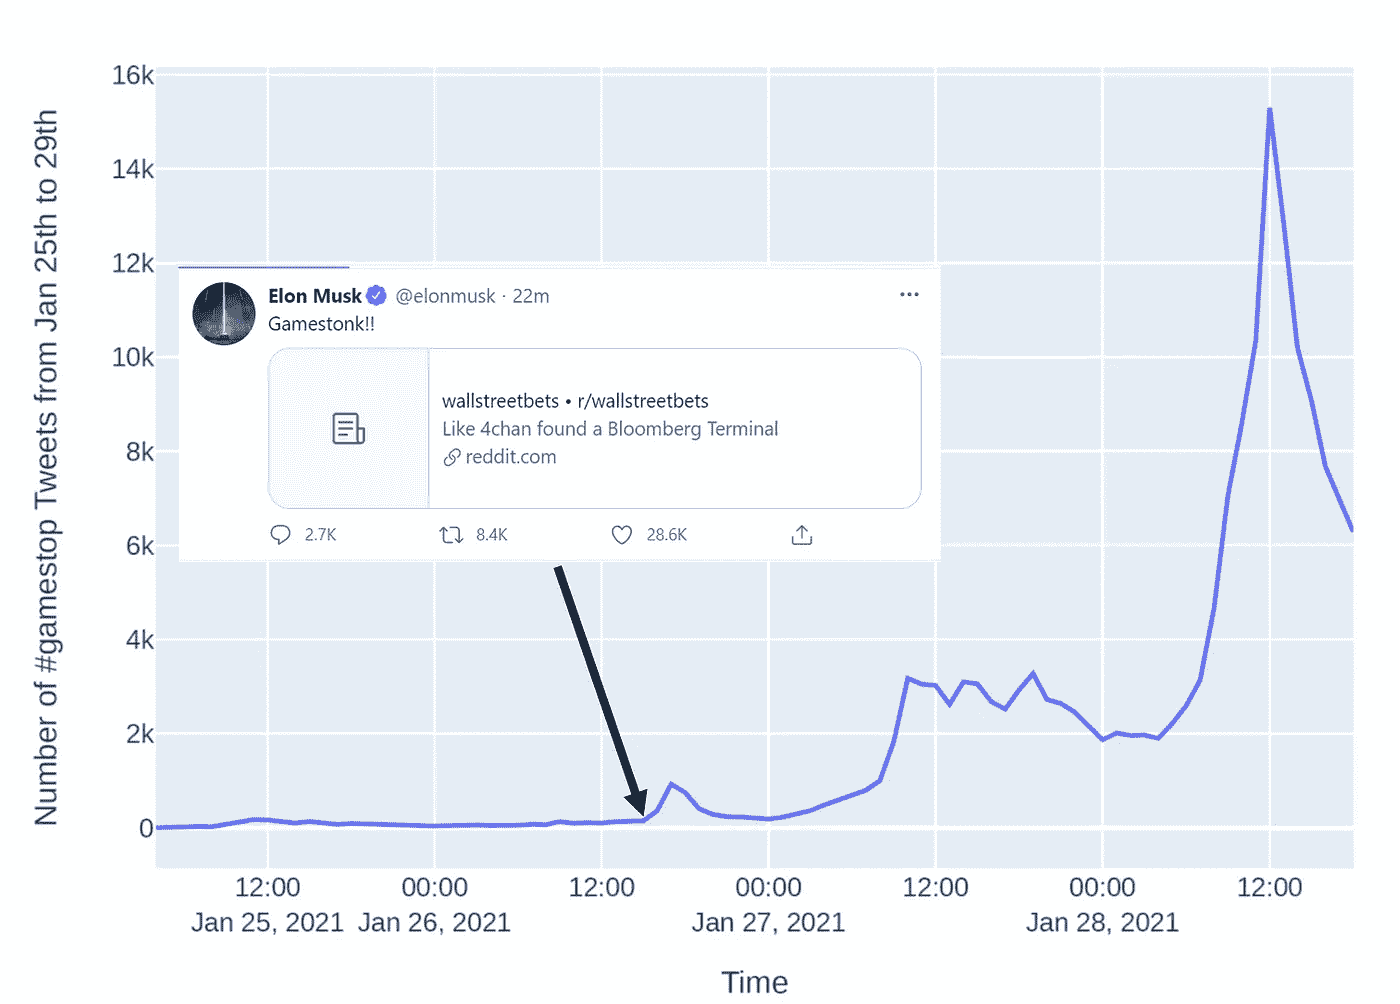 Number of #gamestop Tweets from Jan 25th to 29th
16k
14k
12k
10k
8k
6k
4k
2k
0
Elon Musk @elonmusk · 22m
Gamestonk!!
wallstreetbets • r/wallstreetbets
Like 4chan found a Bloomberg Terminal
reddit.com
2.7K 8.4K 28.6K
12:00 00:00 12:00 00:00 12:00 00:00 12:00
Jan 25, 2021 Jan 26, 2021 Jan 27, 2021 Jan 28, 2021
Time